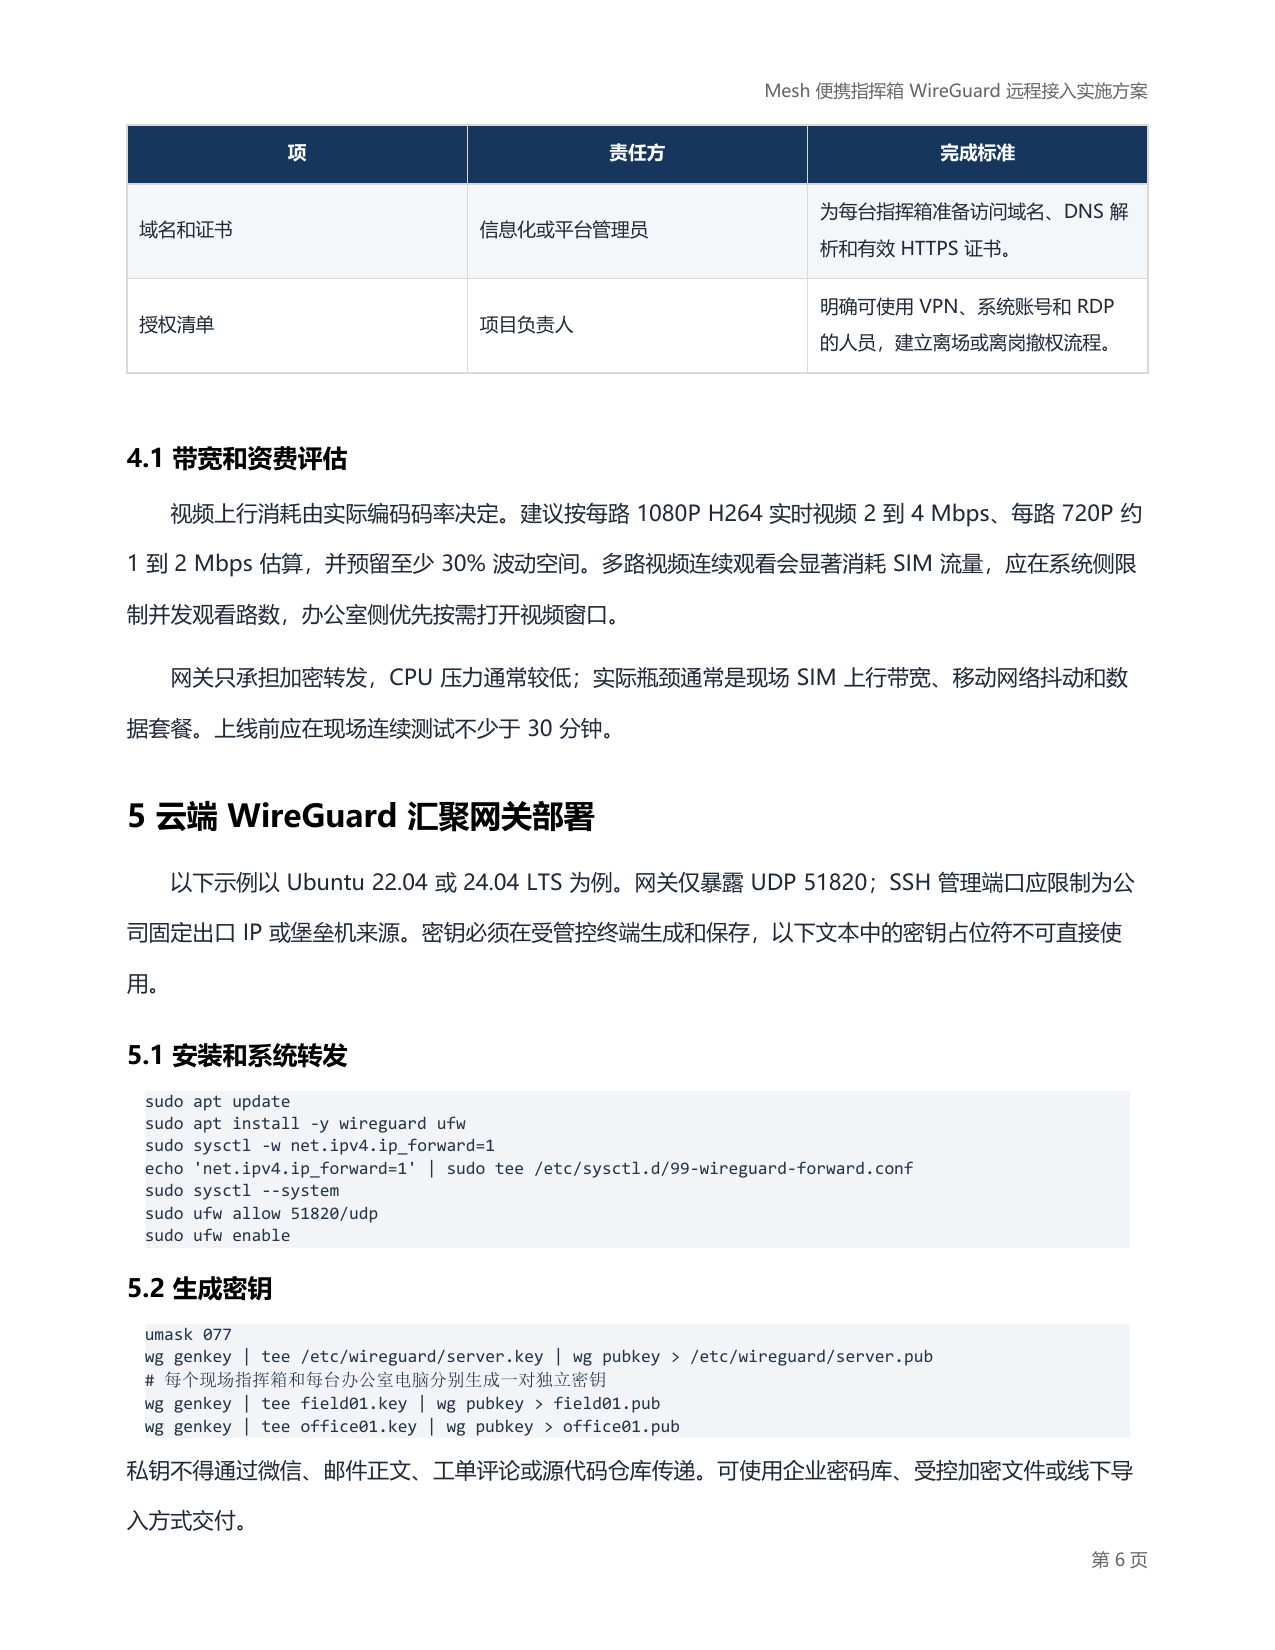 Mesh 便携指挥箱 WireGuard 远程接入实施方案
项 责任方 完成标准
域名和证书 信息化或平台管理员 为每台指挥箱准备访问域名、DNS 解
析和有效 HTTPS 证书。
授权清单 项目负责人 明确可使用 VPN、系统账号和 RDP
的人员，建立离场或离岗撤权流程。
4.1 带宽和资费评估
视频上行消耗由实际编码码率决定。建议按每路 1080P H264 实时视频 2 到 4 Mbps、每路 720P 约
1 到 2 Mbps 估算，并预留至少 30% 波动空间。多路视频连续观看会显著消耗 SIM 流量，应在系统侧限
制并发观看路数，办公室侧优先按需打开视频窗口。
网关只承担加密转发，CPU 压力通常较低；实际瓶颈通常是现场 SIM 上行带宽、移动网络抖动和数
据套餐。上线前应在现场连续测试不少于 30 分钟。
5 云端 WireGuard 汇聚网关部署
以下示例以 Ubuntu 22.04 或 24.04 LTS 为例。网关仅暴露 UDP 51820；SSH 管理端口应限制为公
司固定出口 IP 或堡垒机来源。密钥必须在受管控终端生成和保存，以下文本中的密钥占位符不可直接使
用。
5.1 安装和系统转发
sudo apt update
sudo apt install -y wireguard ufw
sudo sysctl -w net.ipv4.ip_forward=1
echo 'net.ipv4.ip_forward=1' | sudo tee /etc/sysctl.d/99-wireguard-forward.conf
sudo sysctl --system
sudo ufw allow 51820/udp
sudo ufw enable
5.2 生成密钥
umask 077
wg genkey | tee /etc/wireguard/server.key | wg pubkey > /etc/wireguard/server.pub
# 每个现场指挥箱和每台办公室电脑分别生成一对独立密钥
wg genkey | tee field01.key | wg pubkey > field01.pub
wg genkey | tee office01.key | wg pubkey > office01.pub
私钥不得通过微信、邮件正文、工单评论或源代码仓库传递。可使用企业密码库、受控加密文件或线下导
入方式交付。
第 6 页